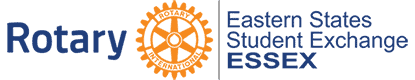 Rotary
ROTARY
INTERNATIONAL
Eastern States
Student Exchange
ESSEX